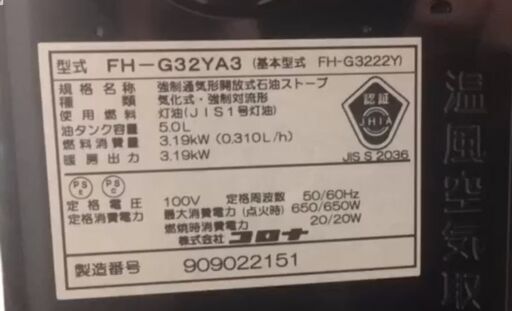 型式 FH-G32YA3 (基本型式 FH-G3222Y)
規格名称 : 強制通気形開放式石油ストーブ
種類 : 気化式・強制対流形
使用燃料 : 灯油(JIS1号灯油)
油タンク容量 : 5.0L
燃料消費量 : 3.19kW (0.310L/h)
暖房出力 : 3.19kW
認証
JHIA
JIS S 2036
PS E
PS C
定格電圧 : 100V 定格周波数 50/60Hz
定格消費電力 : 最大消費電力 (点火時) 650/650W
燃焼時消費電力 20/20W
株式会社 コロナ
製造番号 909022151
温風空気取